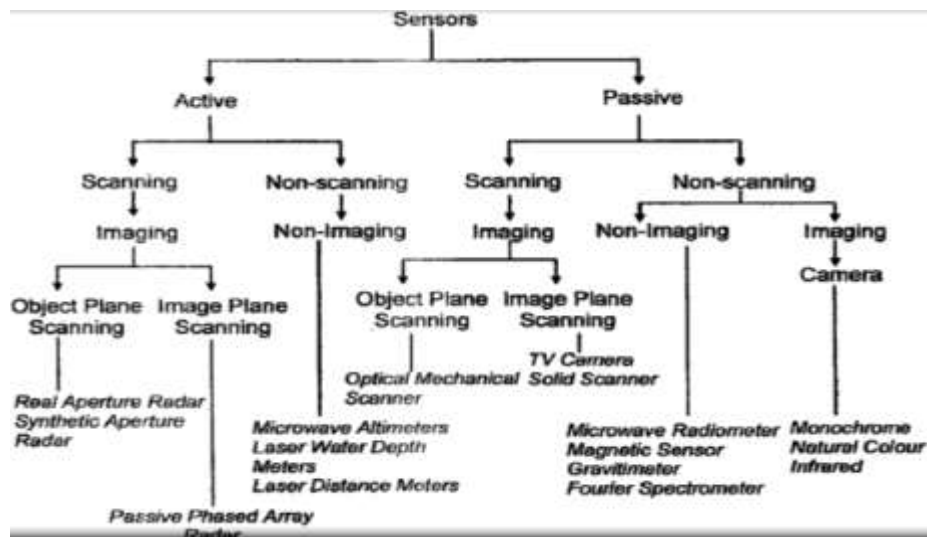 Sensors
Active
Passive
Scanning
Non-scanning
Scanning
Non-scanning
Imaging
Non-Imaging
Imaging
Non-Imaging
Imaging
Camera
Object Plane
Scanning
Image Plane
Scanning
Object Plane
Scanning
Image Plane
Scanning
Real Aperture Radar
Synthetic Aperture
Radar
Passive Phased Array
Radar
Microwave Altimeters
Laser Water Depth
Meters
Laser Distance Meters
Optical Mechanical
Scanner
TV Camera
Solid Scanner
Microwave Radiometer
Magnetic Sensor
Gravitimeter
Fourier Spectrometer
Monochrome
Natural Colour
Infrared